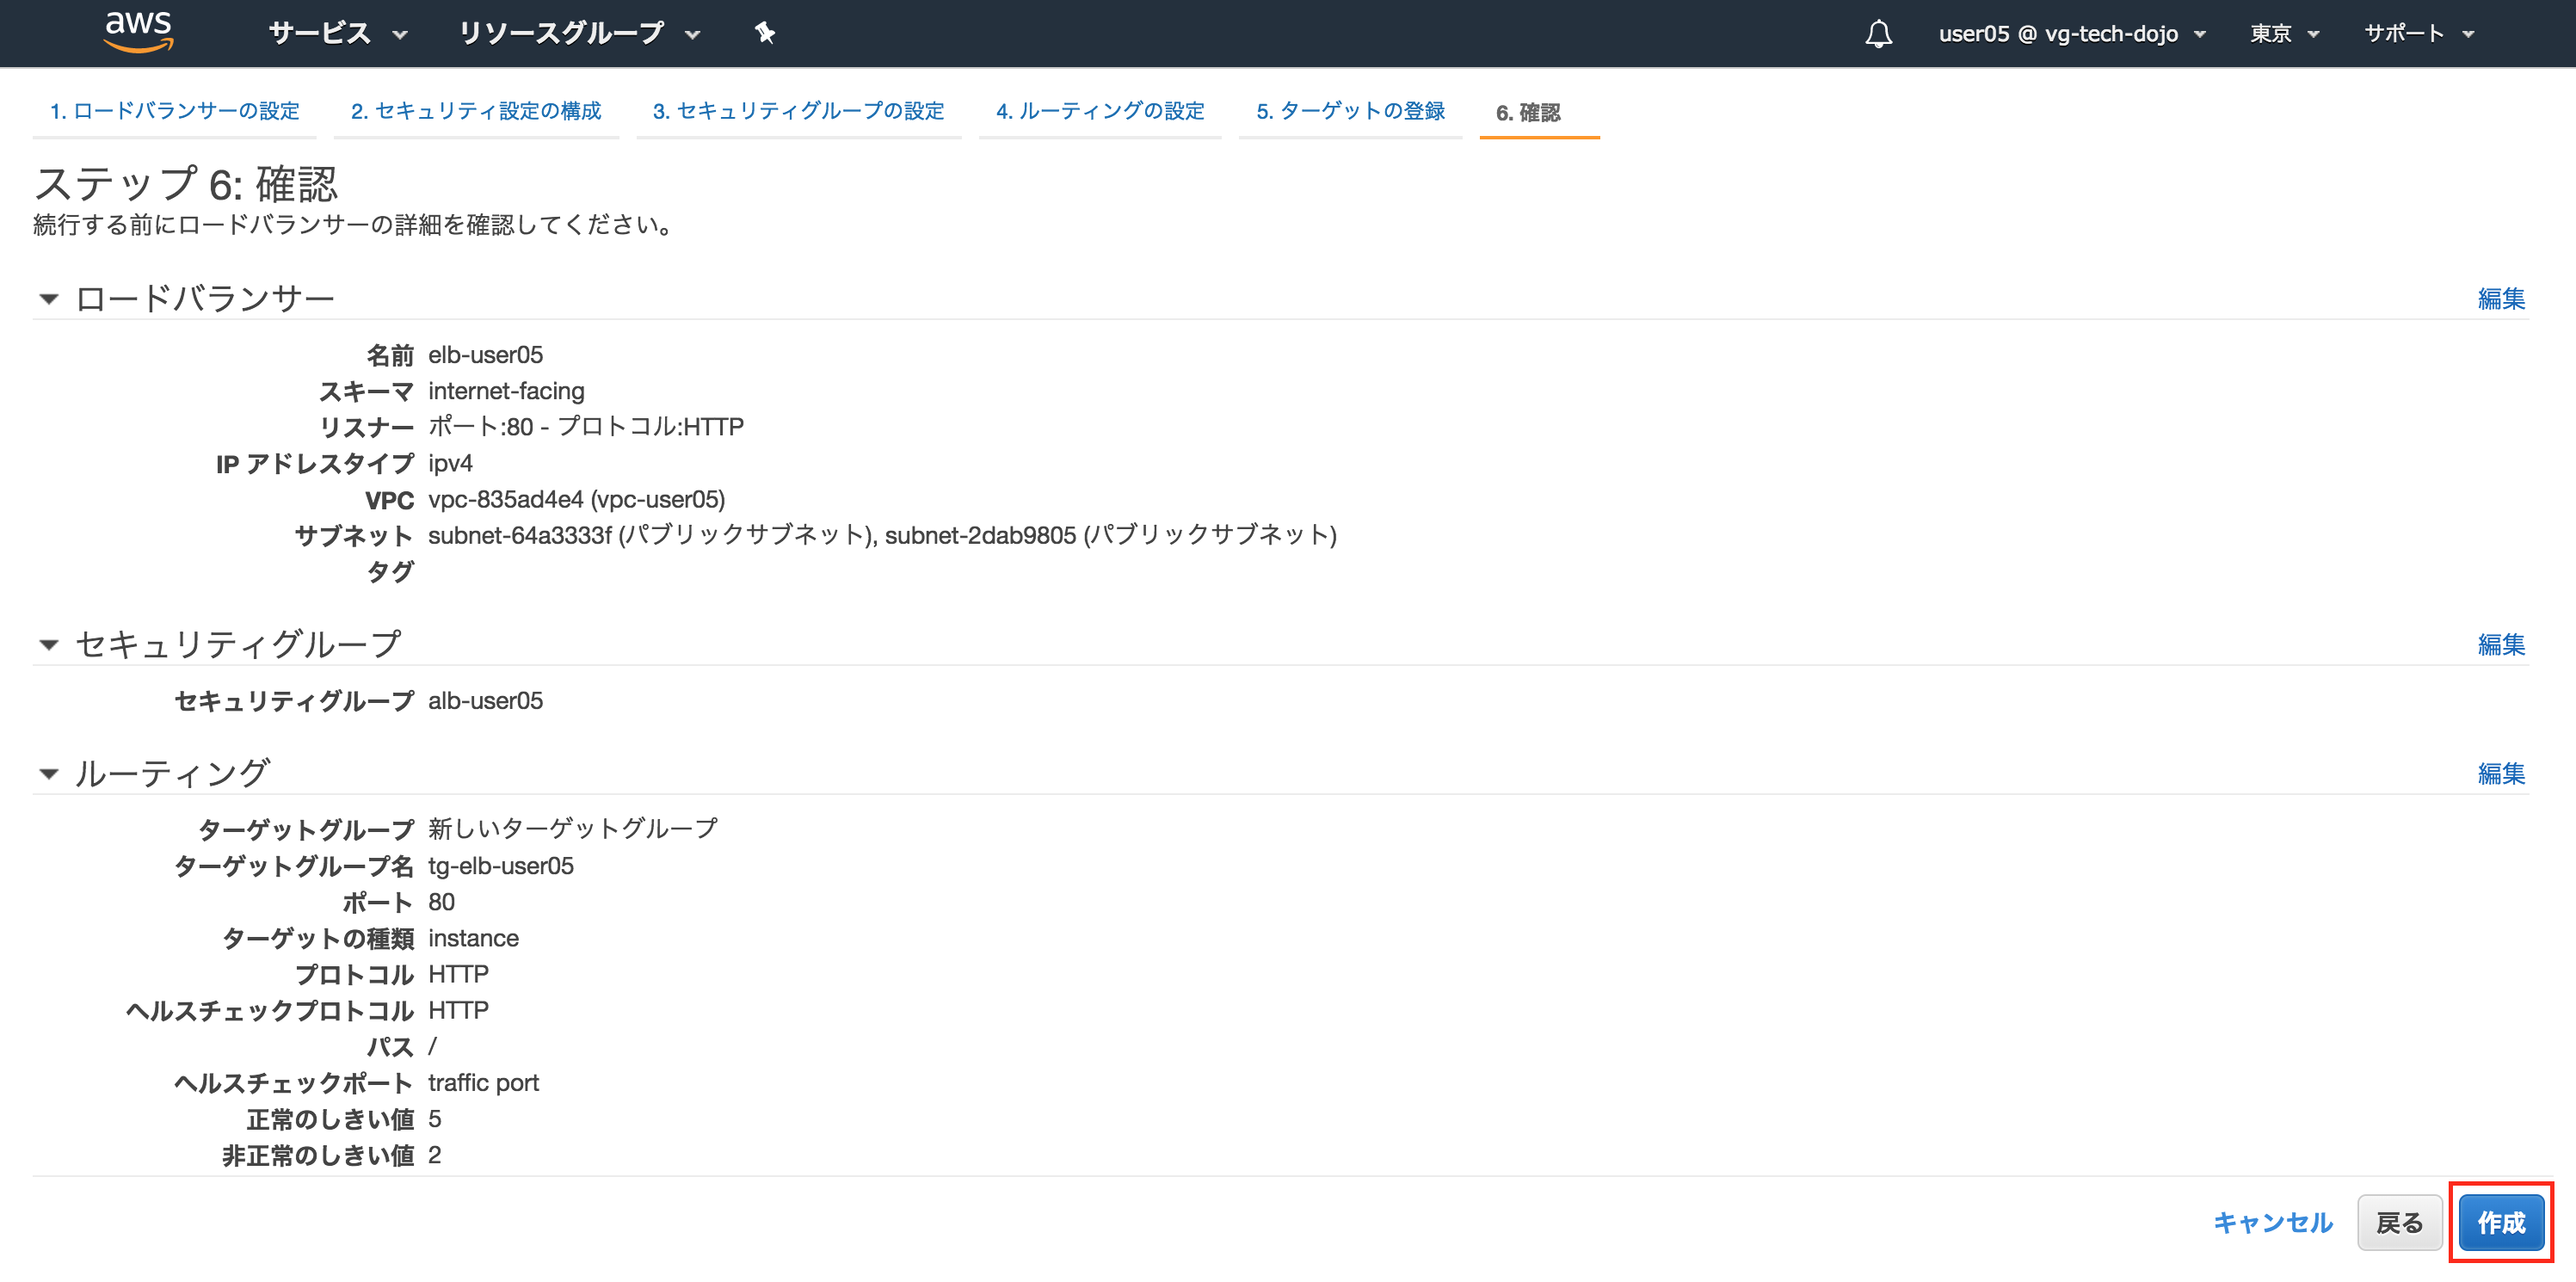 aws サービス リソースグループ user05 @ vg-tech-dojo 東京 サポート
1. ロードバランサーの設定 2. セキュリティ設定の構成 3. セキュリティグループの設定 4. ルーティングの設定 5. ターゲットの登録 6. 確認
ステップ 6: 確認
続行する前にロードバランサーの詳細を確認してください。
ロードバランサー 編集
名前 elb-user05
スキーマ internet-facing
リスナー ポート:80 - プロトコル:HTTP
IP アドレスタイプ ipv4
VPC vpc-835ad4e4 (vpc-user05)
サブネット subnet-64a3333f (パブリックサブネット), subnet-2dab9805 (パブリックサブネット)
タグ
セキュリティグループ 編集
セキュリティグループ alb-user05
ルーティング 編集
ターゲットグループ 新しいターゲットグループ
ターゲットグループ名 tg-elb-user05
ポート 80
ターゲットの種類 instance
プロトコル HTTP
ヘルスチェックプロトコル HTTP
パス /
ヘルスチェックポート traffic port
正常のしきい値 5
非正常のしきい値 2
キャンセル 戻る 作成